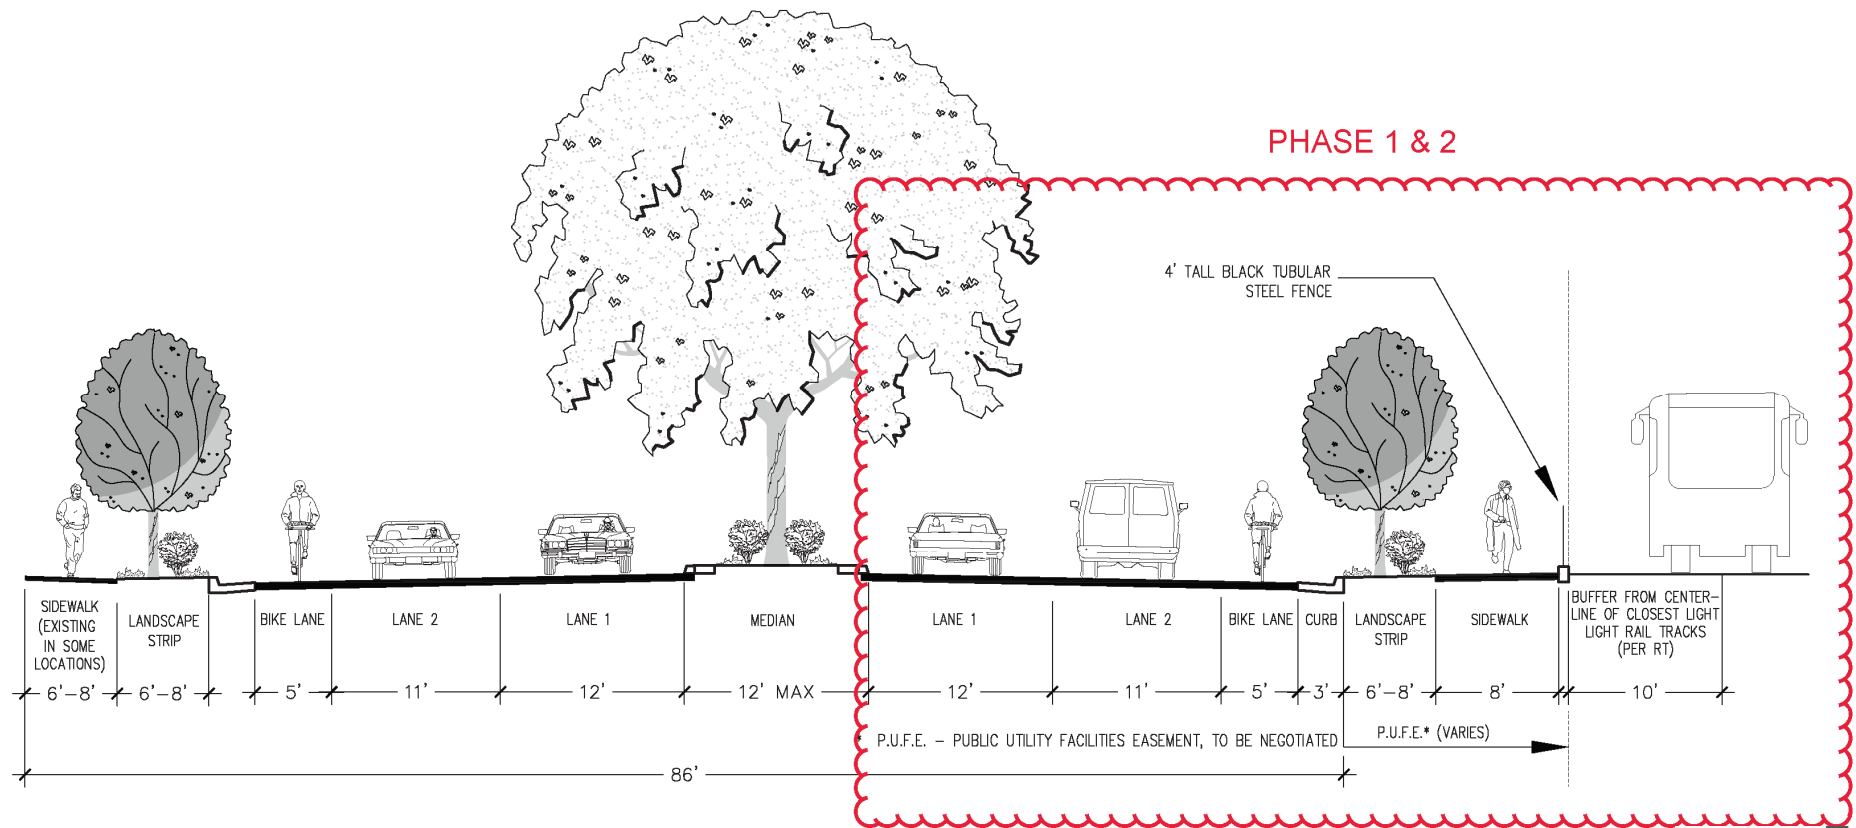 PHASE 1 & 2
4' TALL BLACK TUBULAR
STEEL FENCE
SIDEWALK
(EXISTING
IN SOME
LOCATIONS)
LANDSCAPE
STRIP
BIKE LANE
LANE 2
LANE 1
MEDIAN
LANE 1
LANE 2
BIKE LANE
CURB
LANDSCAPE
STRIP
SIDEWALK
BUFFER FROM CENTER-
LINE OF CLOSEST LIGHT
LIGHT RAIL TRACKS
(PER RT)
6'-8'
6'-8'
5'
11'
12'
12' MAX
12'
11'
5'
3'
6'-8'
8'
10'
* P.U.F.E. - PUBLIC UTILITY FACILITIES EASEMENT, TO BE NEGOTIATED
P.U.F.E.* (VARIES)
86'